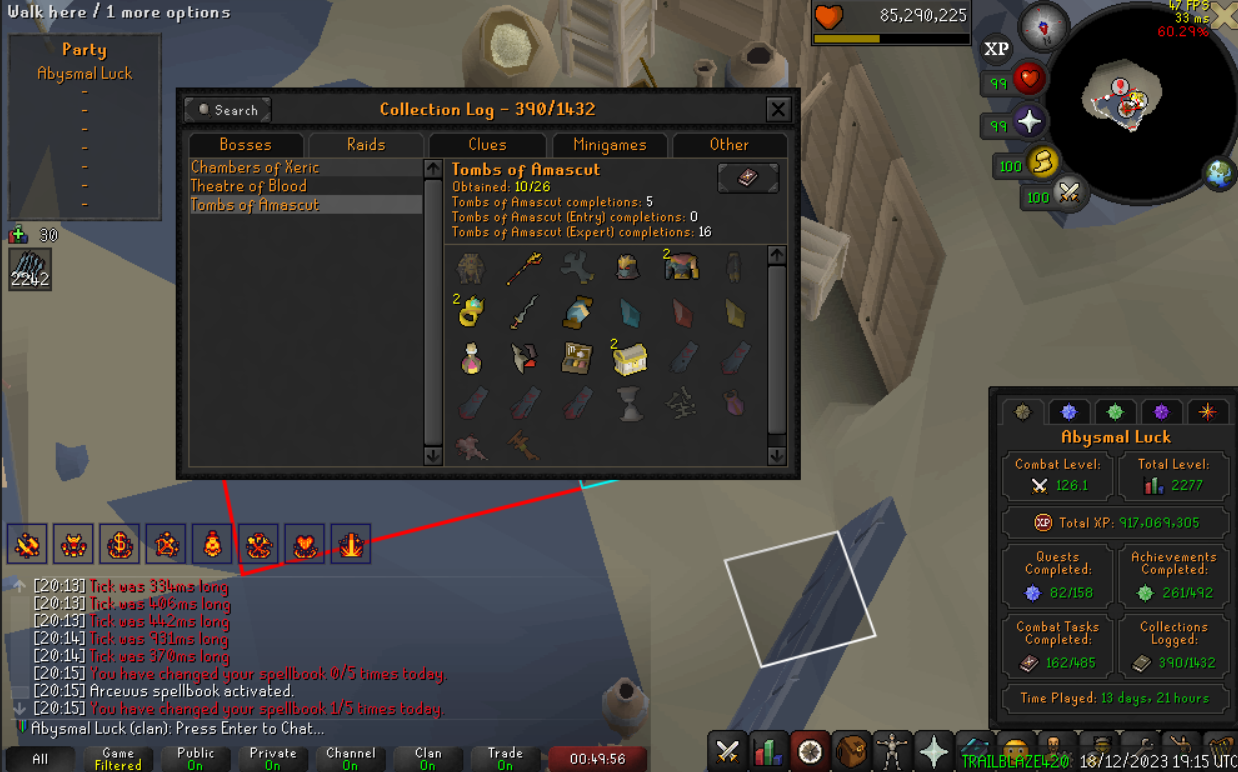 Walk here / 1 more options
Party
Abysmal Luck
-
-
-
-
-
-
-
30
2242
85,290,225
47 FPS
33 ms
60.29%
XP
N
99
99
100
100
Search
Collection Log - 390/1432
Bosses
Raids
Clues
Minigames
Other
Chambers of Xeric
Theatre of Blood
Tombs of Amascut
Tombs of Amascut
Obtained: 10/26
Tombs of Amascut completions: 5
Tombs of Amascut (Entry) completions: 0
Tombs of Amascut (Expert) completions: 16
2
2
2
Abysmal Luck
Combat Level:
126.1
Total Level:
2277
XP Total XP: 917,069,305
Quests
Completed:
82/158
Achievements
Completed:
261/492
Combat Tasks
Completed:
162/485
Collections
Logged:
390/1432
Time Played: 13 days, 21 hours
[20:13] Tick was 334ms long
[20:13] Tick was 406ms long
[20:13] Tick was 442ms long
[20:14] Tick was 931ms long
[20:14] Tick was 370ms long
[20:15] You have changed your spellbook 0/5 times today.
[20:15] Arceuus spellbook activated.
[20:15] You have changed your spellbook 1/5 times today.
Abysmal Luck (clan): Press Enter to Chat...
All
Game
Filtered
Public
On
Private
On
Channel
On
Clan
On
Trade
On
00:49:56
TRAILBLAZE420 18/12/2023 19:15 UTC